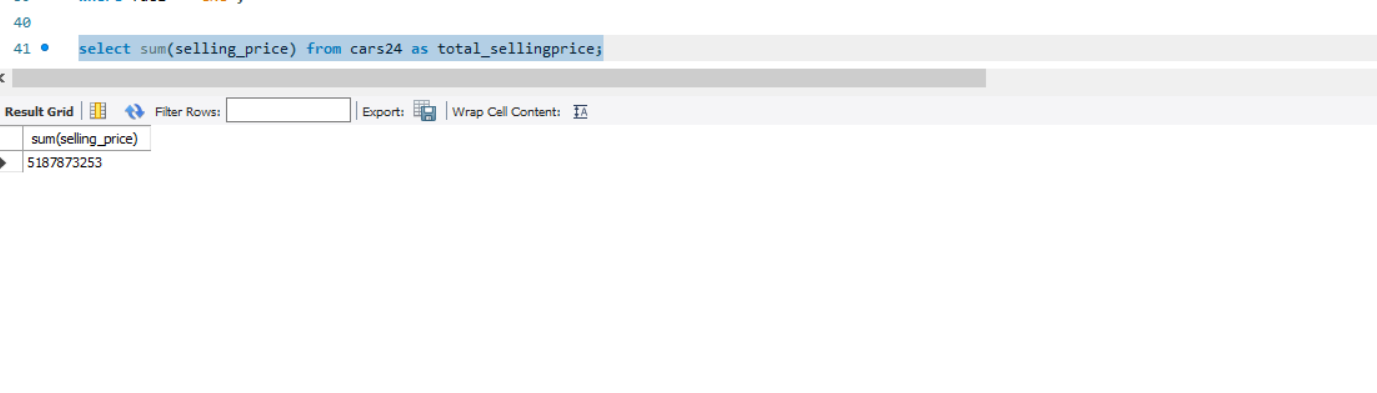 40
41 select sum(selling_price) from cars24 as total_sellingprice;
Result Grid Filter Rows: Export: Wrap Cell Content:
sum(selling_price)
5187873253